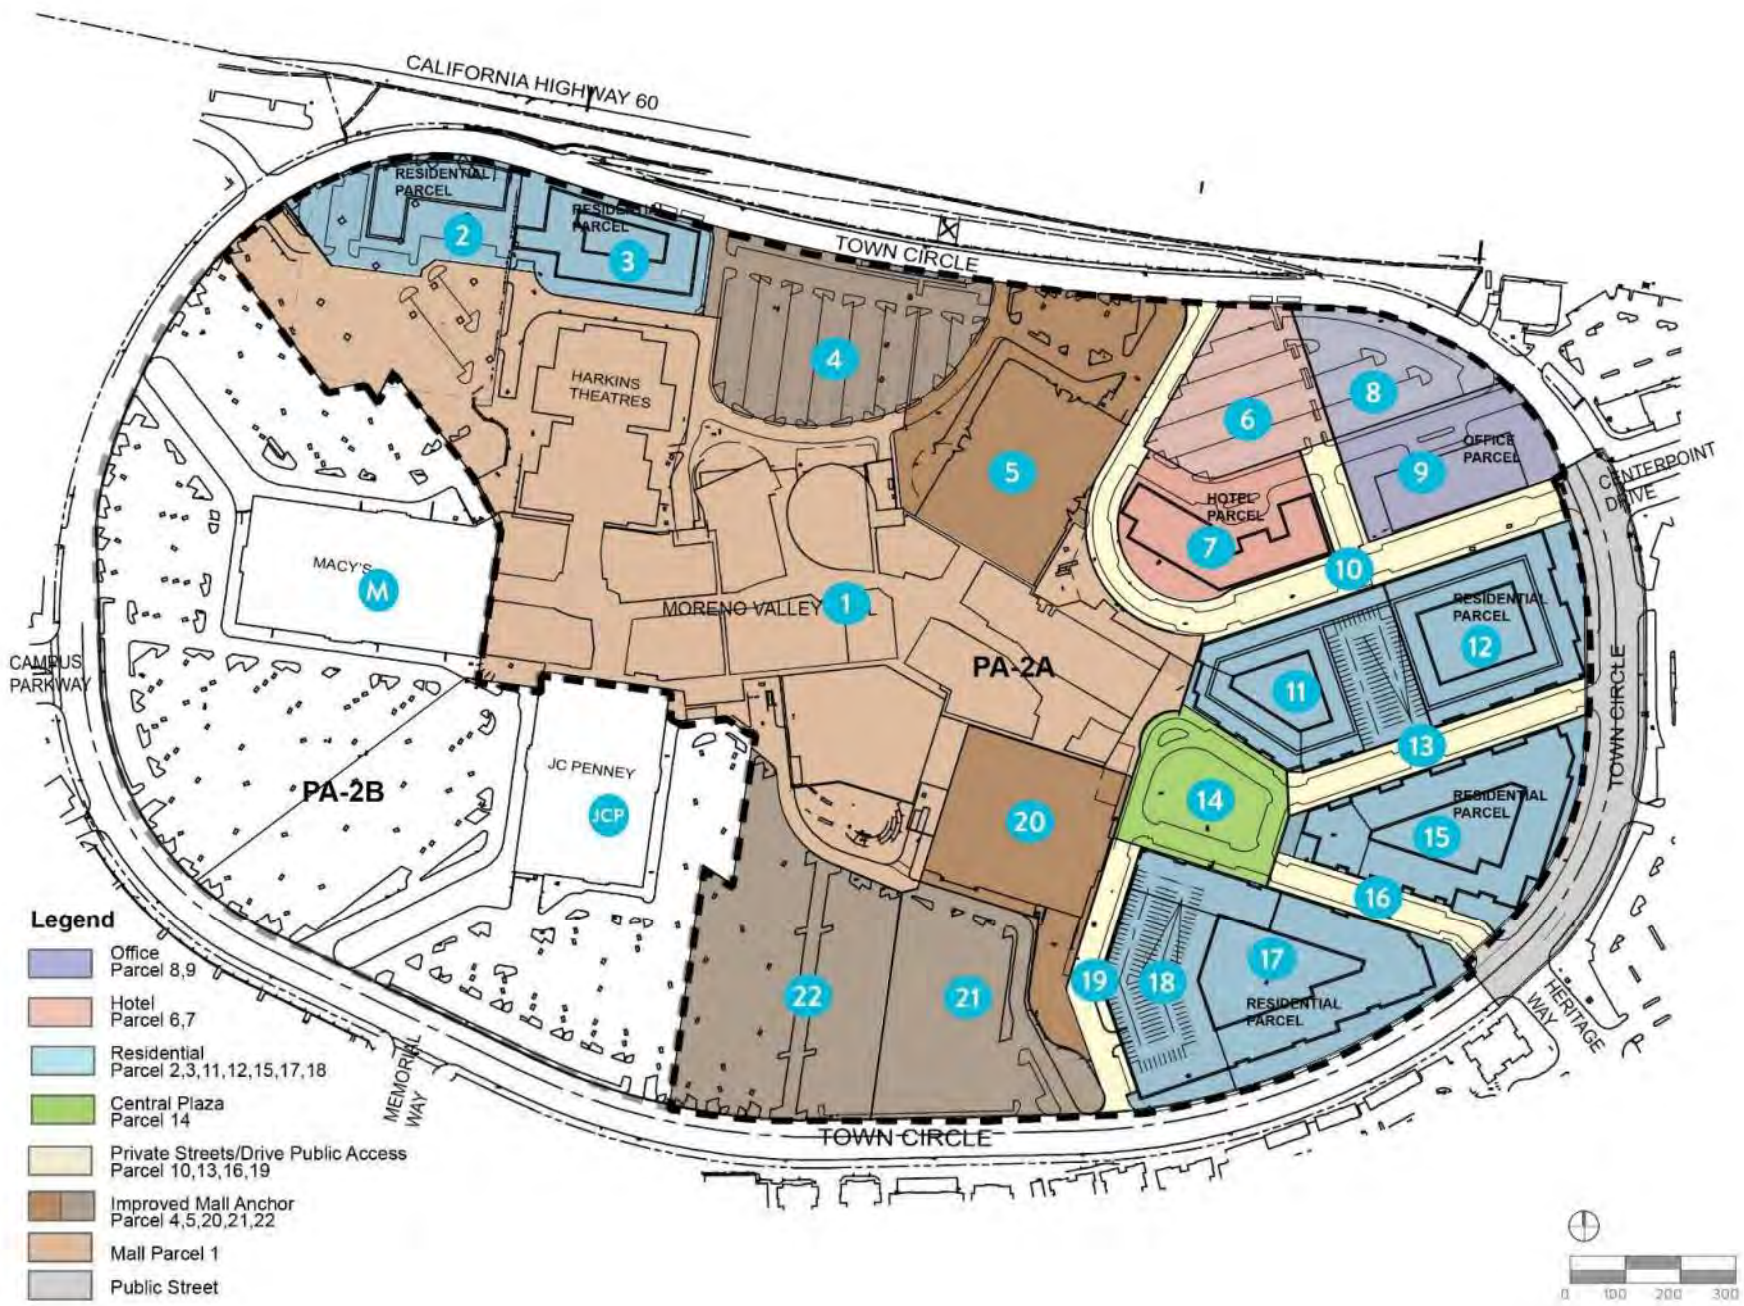 CALIFORNIA HIGHWAY 60
RESIDENTIAL
PARCEL
2
RESIDENTIAL
PARCEL
3
TOWN CIRCLE
4
HARKINS
THEATRES
5
6
8
OFFICE
PARCEL
9
CENTERPOINT
DRIVE
HOTEL
PARCEL
7
10
MACY'S
M
MORENO VALLEY
1
PA-2A
RESIDENTIAL
PARCEL
12
11
13
TOWN CIRCLE
CAMPUS
PARKWAY
PA-2B
JC PENNEY
JCP
14
20
RESIDENTIAL
PARCEL
15
16
17
RESIDENTIAL
PARCEL
18
19
21
22
HERITAGE
WAY
MEMORIAL
WAY
TOWN CIRCLE
Legend
Office
Parcel 8,9
Hotel
Parcel 6,7
Residential
Parcel 2,3,11,12,15,17,18
Central Plaza
Parcel 14
Private Streets/Drive Public Access
Parcel 10,13,16,19
Improved Mall Anchor
Parcel 4,5,20,21,22
Mall Parcel 1
Public Street
0 100 200 300